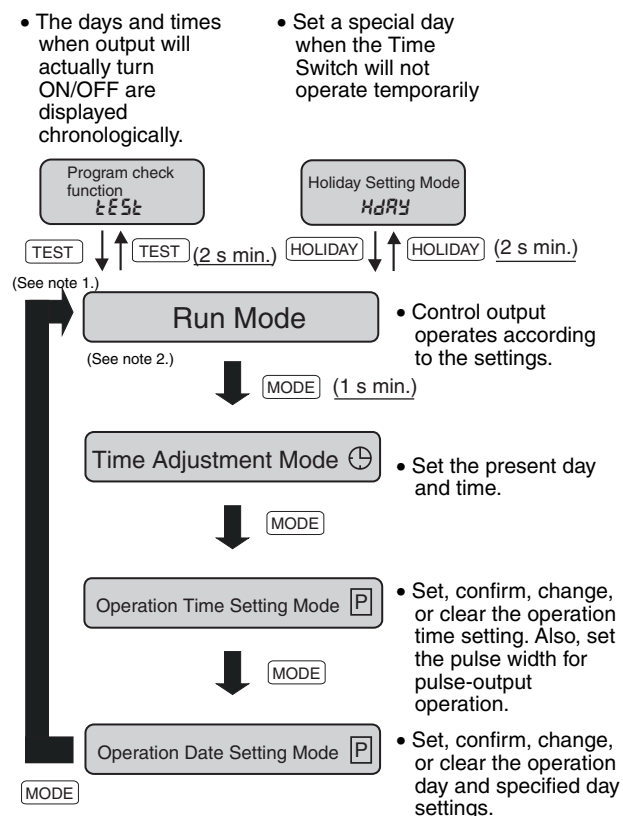 • The days and times
when output will
actually turn
ON/OFF are
displayed
chronologically.
• Set a special day
when the Time
Switch will not
operate temporarily
Program check
function
tESt
Holiday Setting Mode
HdAY
TEST
TEST (2 s min.)
HOLIDAY
HOLIDAY (2 s min.)
(See note 1.)
Run Mode
(See note 2.)
• Control output
operates according
to the settings.
MODE (1 s min.)
Time Adjustment Mode
• Set the present day
and time.
MODE
Operation Time Setting Mode P
• Set, confirm, change,
or clear the operation
time setting. Also, set
the pulse width for
pulse-output
operation.
MODE
Operation Date Setting Mode P
• Set, confirm, change,
or clear the operation
day and specified day
settings.
MODE